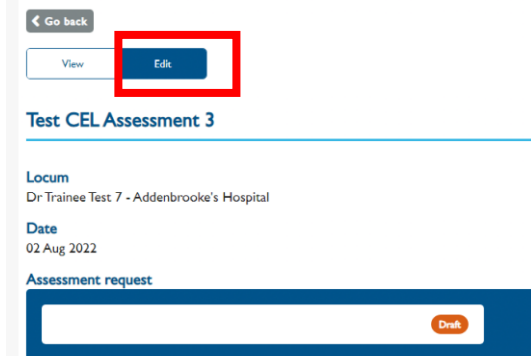 Go back
View Edit
Test CEL Assessment 3
Locum
Dr Trainee Test 7 - Addenbrooke's Hospital
Date
02 Aug 2022
Assessment request
Draft